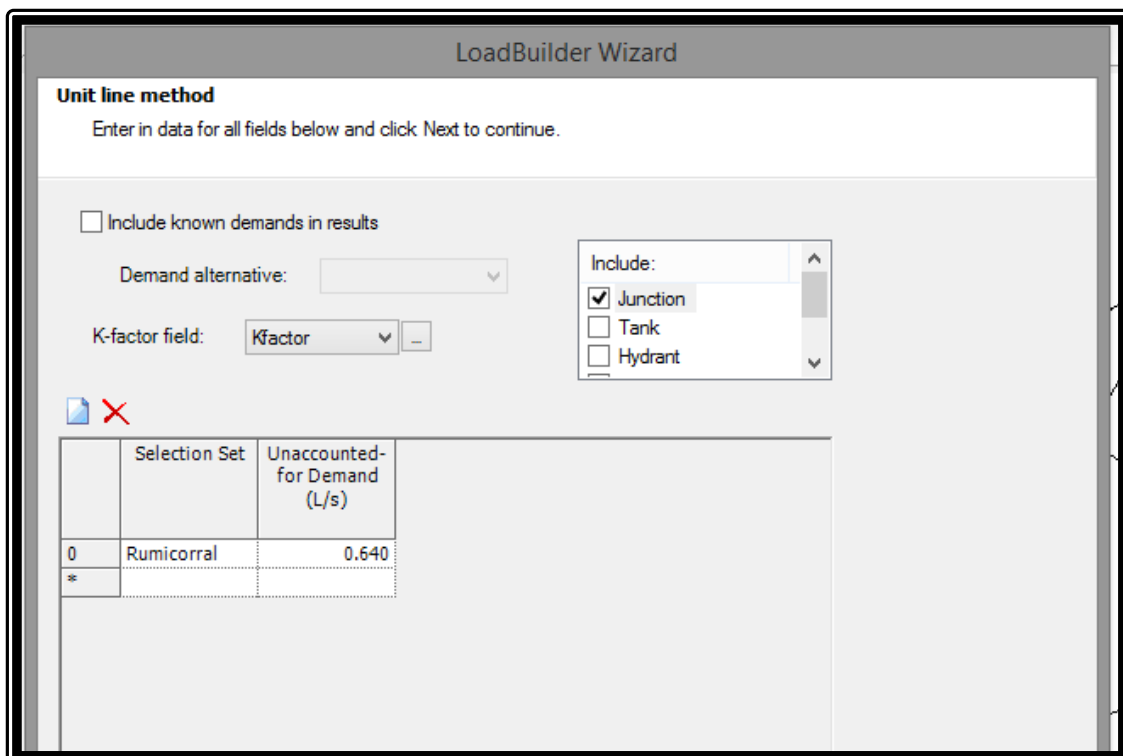 LoadBuilder Wizard
Unit line method
Enter in data for all fields below and click Next to continue.
Include known demands in results
Demand alternative:
K-factor field:
Kfactor
...
Include:
Junction
Tank
Hydrant
Selection Set
Unaccounted-
for Demand
(L/s)
0
Rumicorral
0.640
*